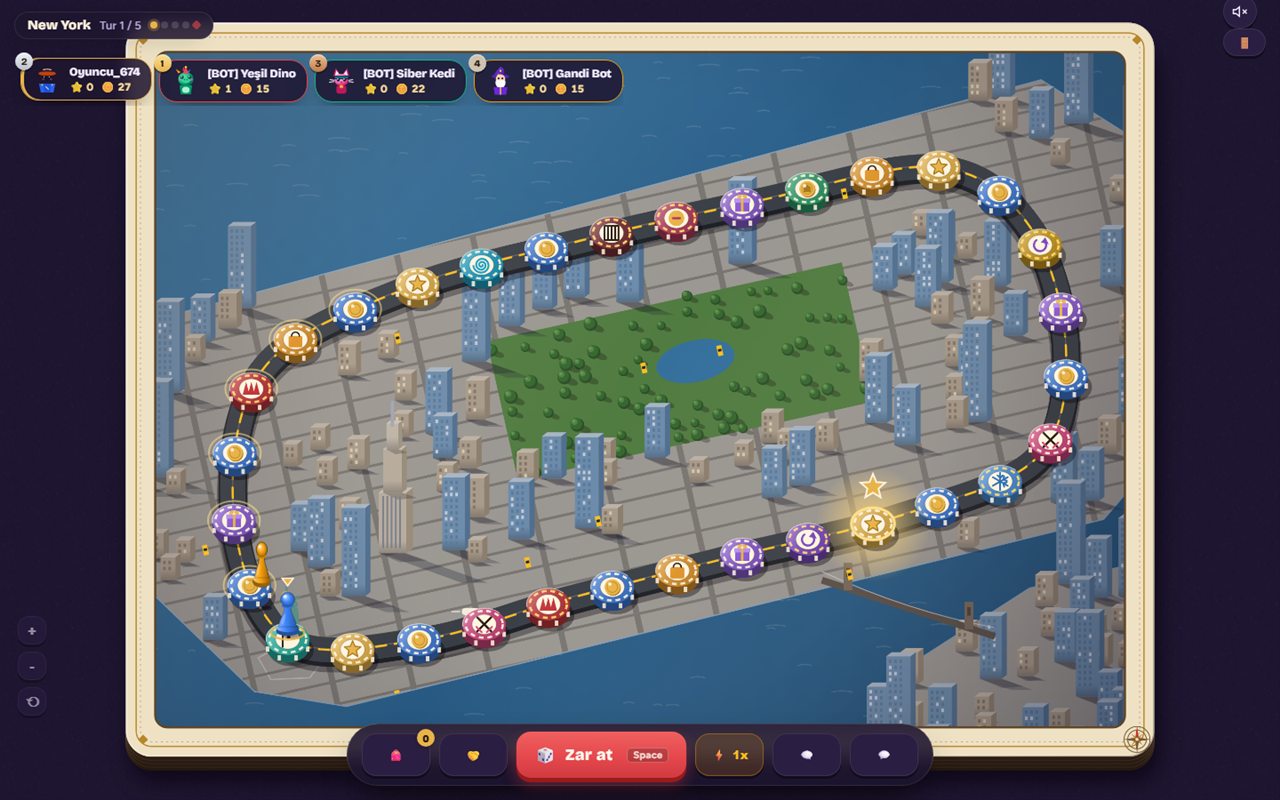 New York Tur 1 / 5
2 Oyuncu_674
0 27
1 [BOT] Yeşil Dino
1 15
3 [BOT] Siber Kedi
0 22
4 [BOT] Gandi Bot
0 15
+
-
0
Zar at Space
1x